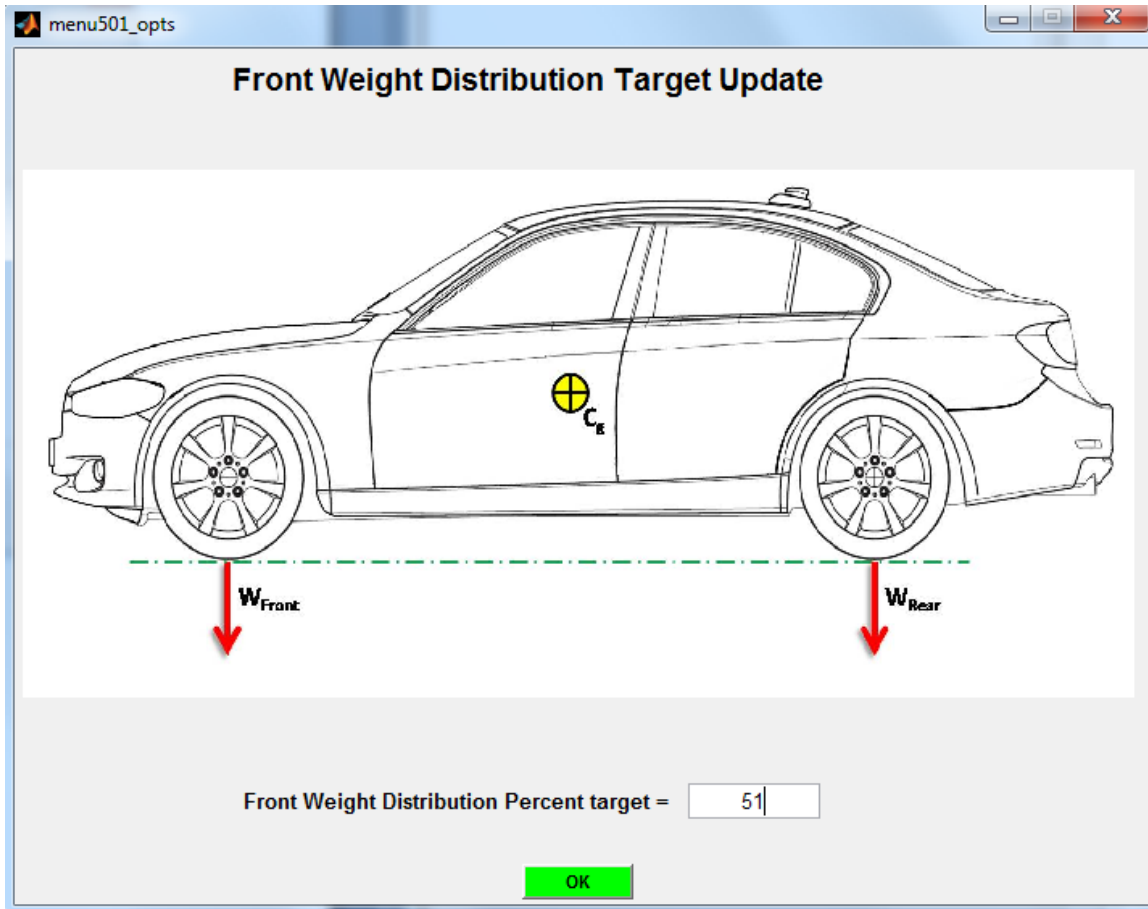 menu501_opts
Front Weight Distribution Target Update
Cg
WFront
WRear
Front Weight Distribution Percent target =
51
OK